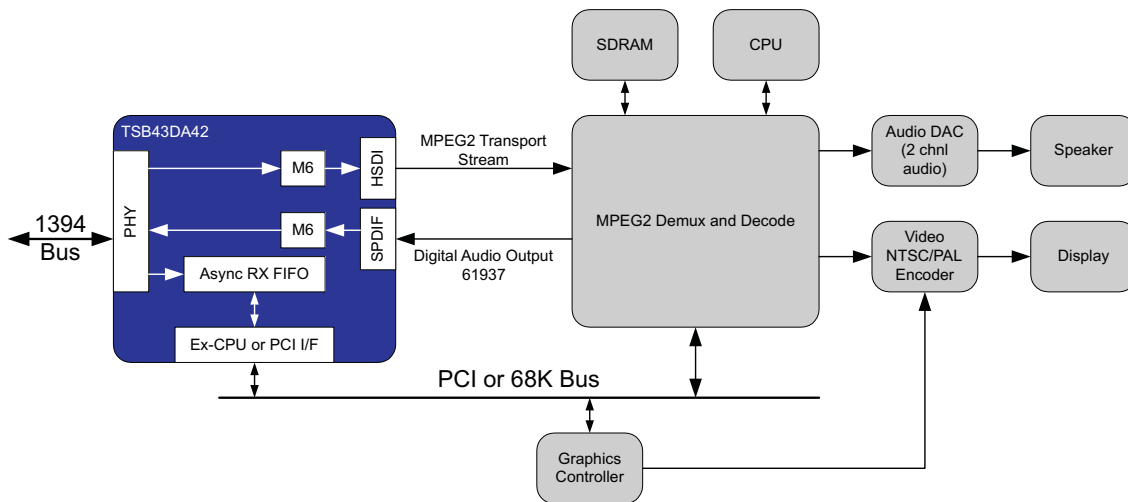 SDRAM
CPU
TSB43DA42
PHY
M6
HSDI
MPEG2 Transport
Stream
M6
SPDIF
Digital Audio Output
61937
1394
Bus
Async RX FIFO
Ex-CPU or PCI I/F
MPEG2 Demux and Decode
Audio DAC
(2 chnl
audio)
Speaker
Video
NTSC/PAL
Encoder
Display
PCI or 68K Bus
Graphics
Controller